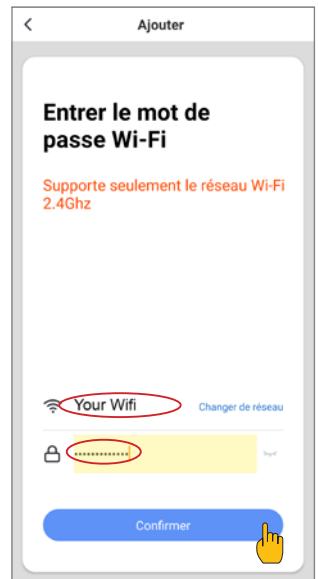 Ajouter
Entrer le mot de
passe Wi-Fi
Supporte seulement le réseau Wi-Fi
2.4Ghz
Your Wifi
Changer de réseau
•••••••••••••
Confirmer